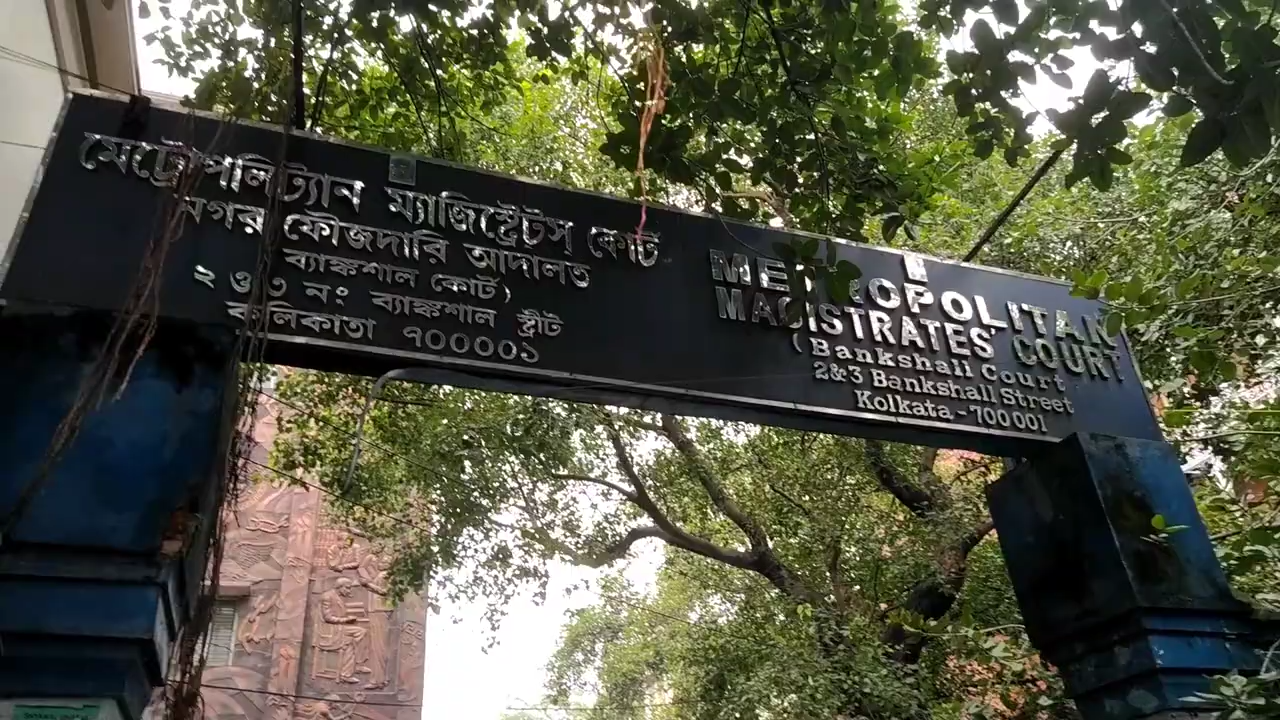 মেট্রোপলিট্যান ম্যাজিষ্ট্রেটস্ কোর্ট
নগর ফৌজদারি আদালত
ব্যাঙ্কশাল কোর্ট)
২ ও ৩ নং ব্যাঙ্কশাল ষ্ট্রীট
কলিকাতা ৭০০০০১
METROPOLITAN
MAGISTRATES' COURT
(Bankshall Court
2&3 Bankshall Street
Kolkata-700001